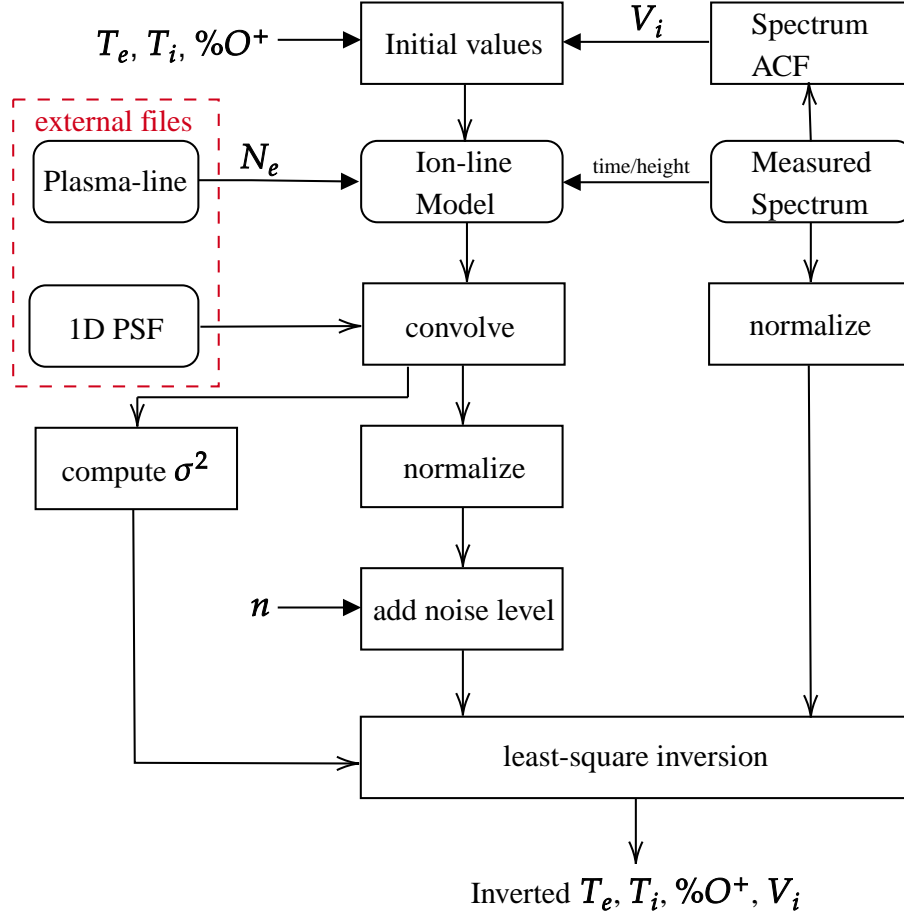 Tₑ, Tᵢ, %O⁺
Initial values
Vᵢ
Spectrum
ACF
external files
Plasma-line
Nₑ
Ion-line
Model
time/height
Measured
Spectrum
1D PSF
convolve
normalize
compute σ²
normalize
n
add noise level
least-square inversion
Inverted Tₑ, Tᵢ, %O⁺, Vᵢ